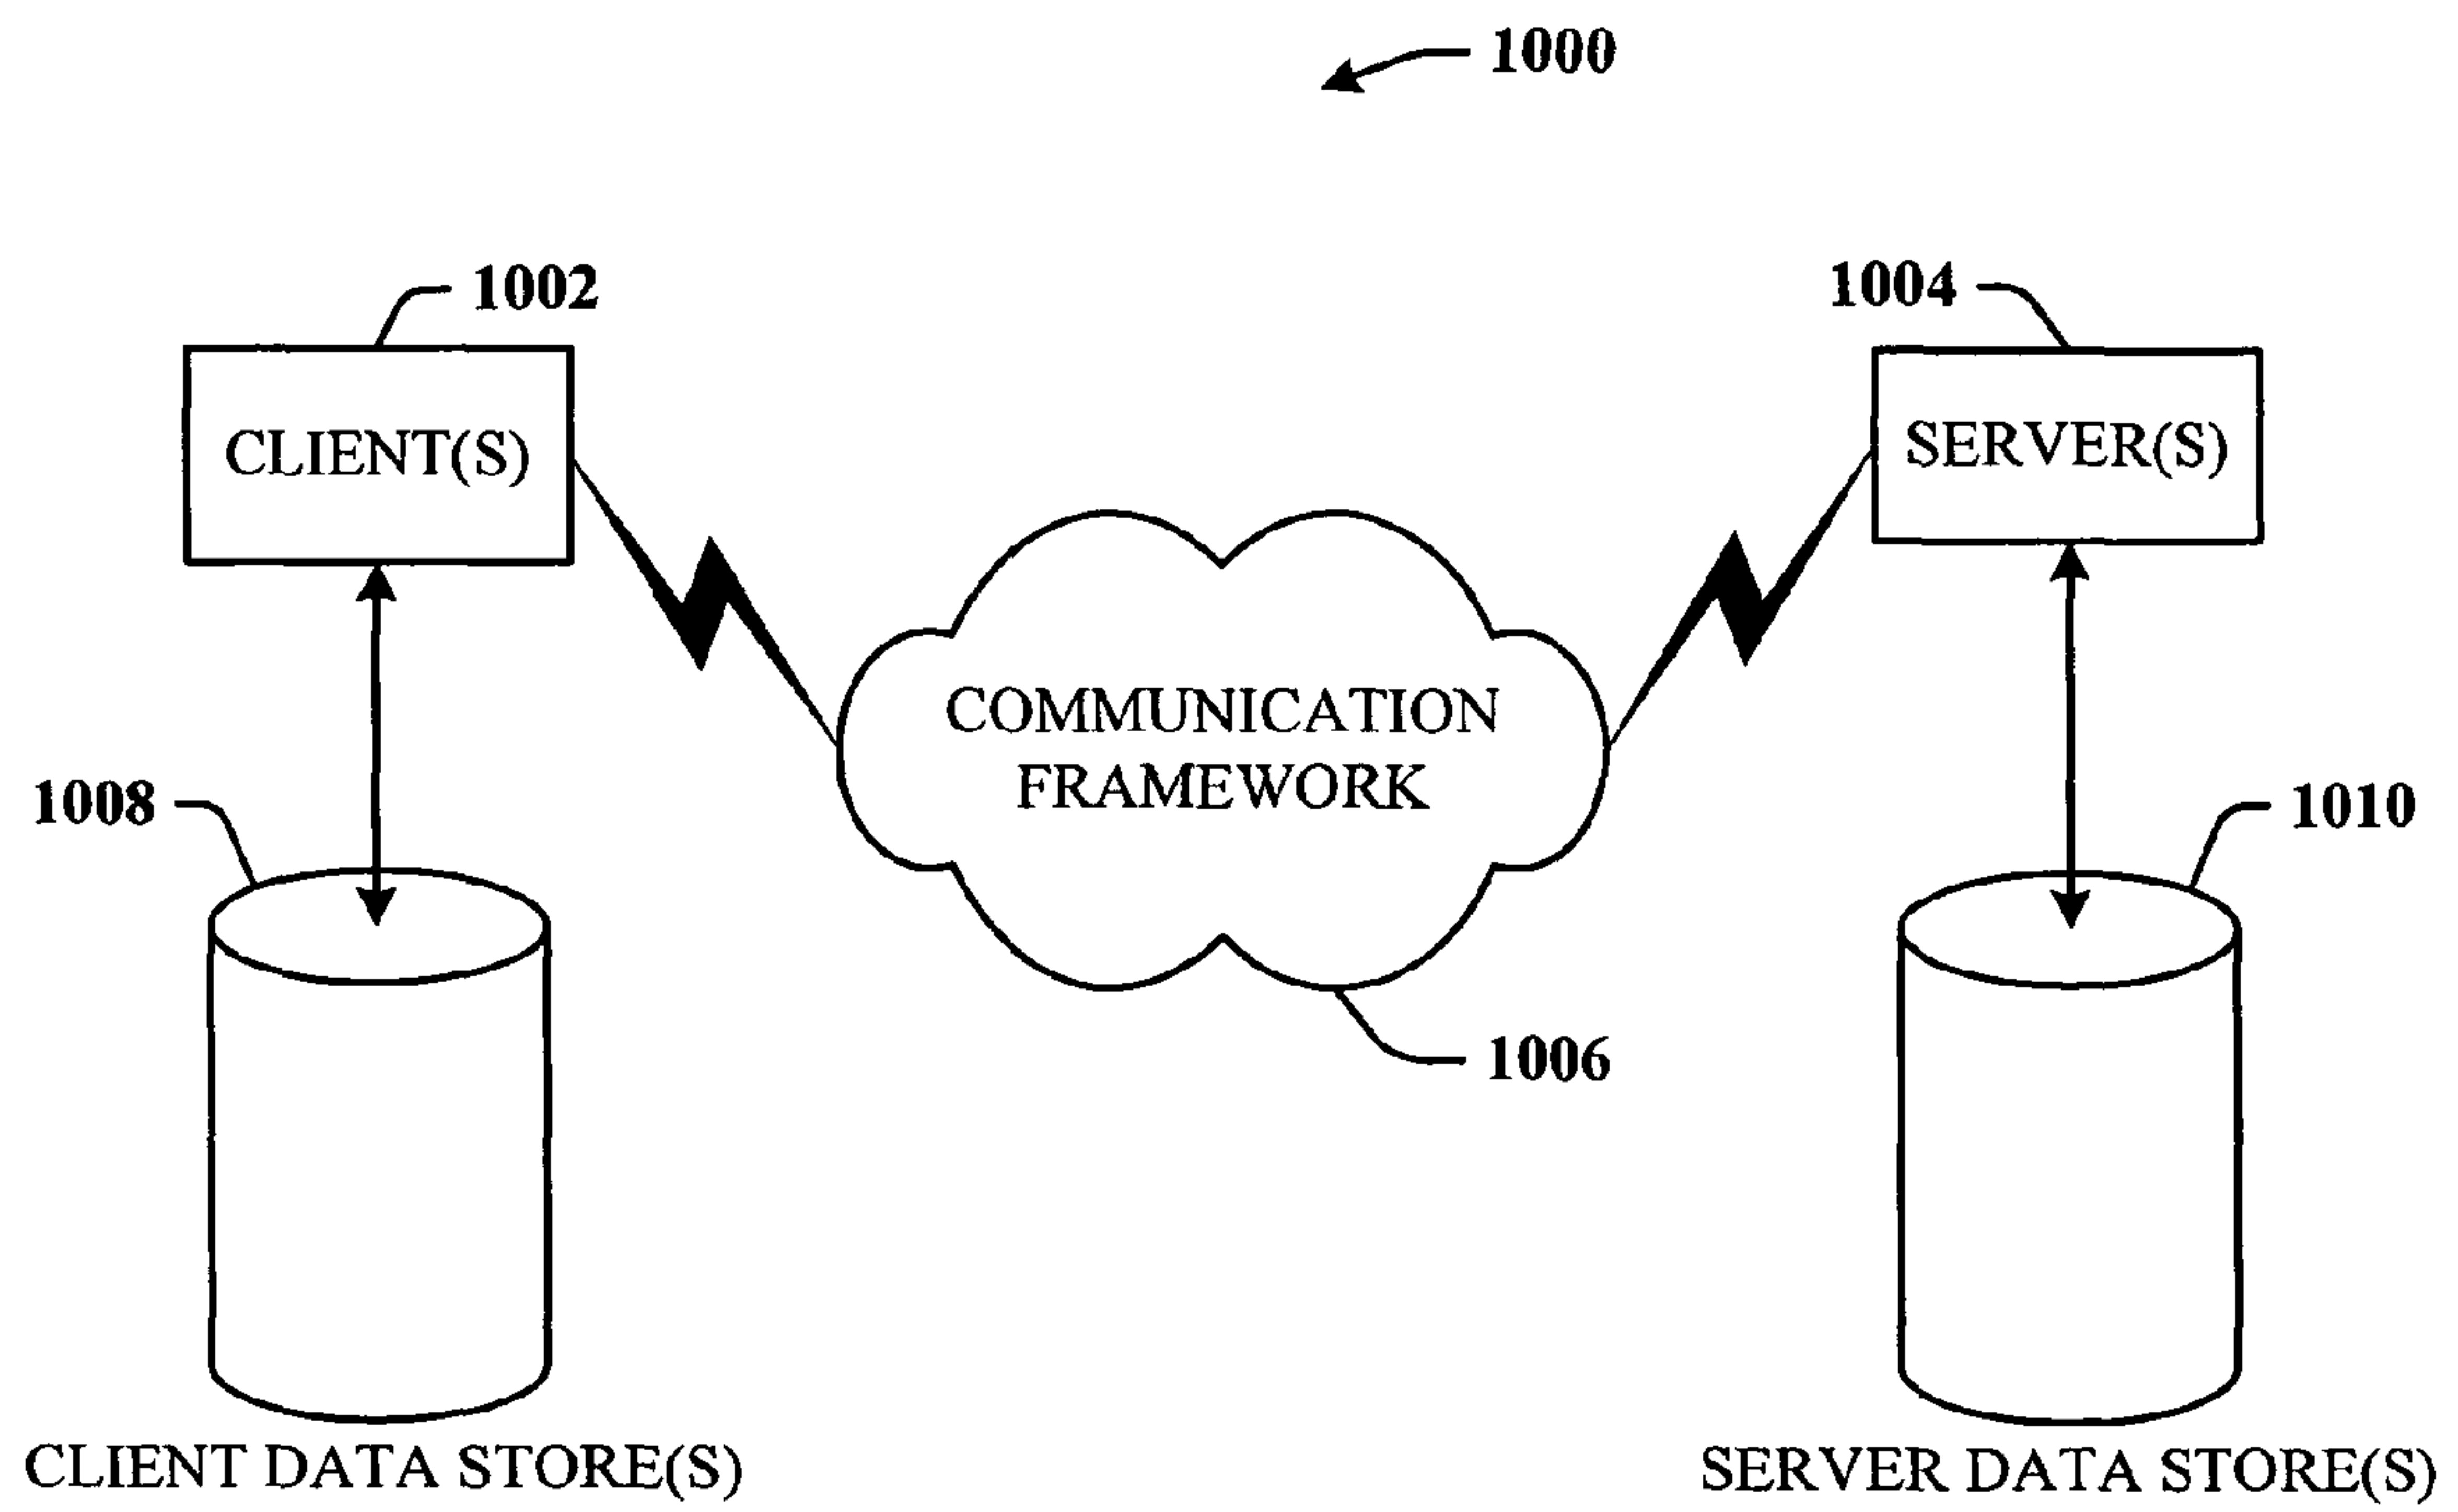 1000
1002
1004
CLIENT(S)
SERVER(S)
COMMUNICATION
FRAMEWORK
1008
1010
1006
CLIENT DATA STORE(S)
SERVER DATA STORE(S)